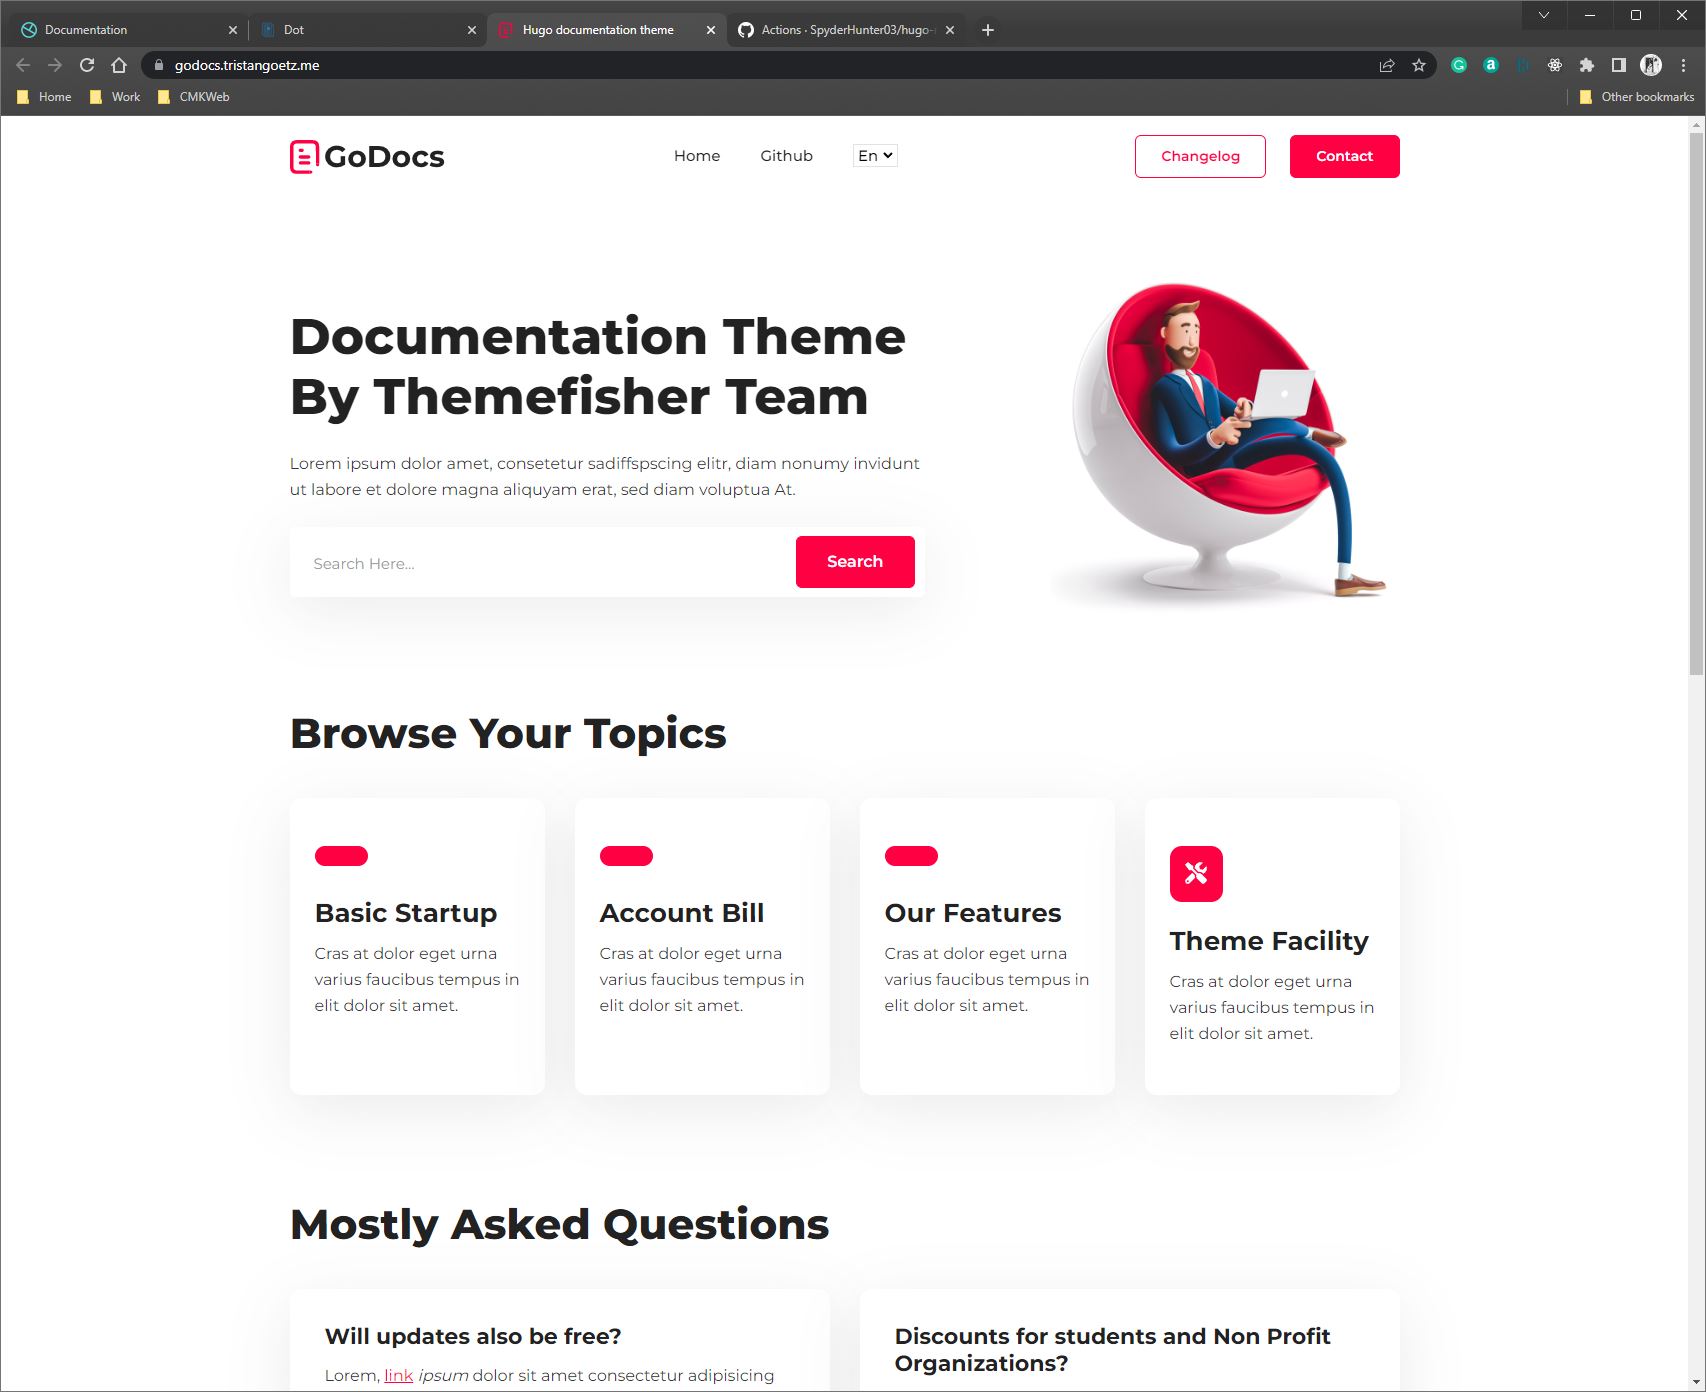 Documentation
Dot
Hugo documentation theme
Actions · SpyderHunter03/hugo-
godocs.tristangoetz.me
Home
Work
CMKWeb
Other bookmarks
GoDocs
Home
Github
En
Changelog
Contact
Documentation Theme
By Themefisher Team
Lorem ipsum dolor amet, consetetur sadiffspscing elitr, diam nonumy invidunt
ut labore et dolore magna aliquyam erat, sed diam voluptua At.
Search Here...
Search
Browse Your Topics
Basic Startup
Cras at dolor eget urna
varius faucibus tempus in
elit dolor sit amet.
Account Bill
Cras at dolor eget urna
varius faucibus tempus in
elit dolor sit amet.
Our Features
Cras at dolor eget urna
varius faucibus tempus in
elit dolor sit amet.
Theme Facility
Cras at dolor eget urna
varius faucibus tempus in
elit dolor sit amet.
Mostly Asked Questions
Will updates also be free?
Lorem, link ipsum dolor sit amet consectetur adipisicing
Discounts for students and Non Profit
Organizations?